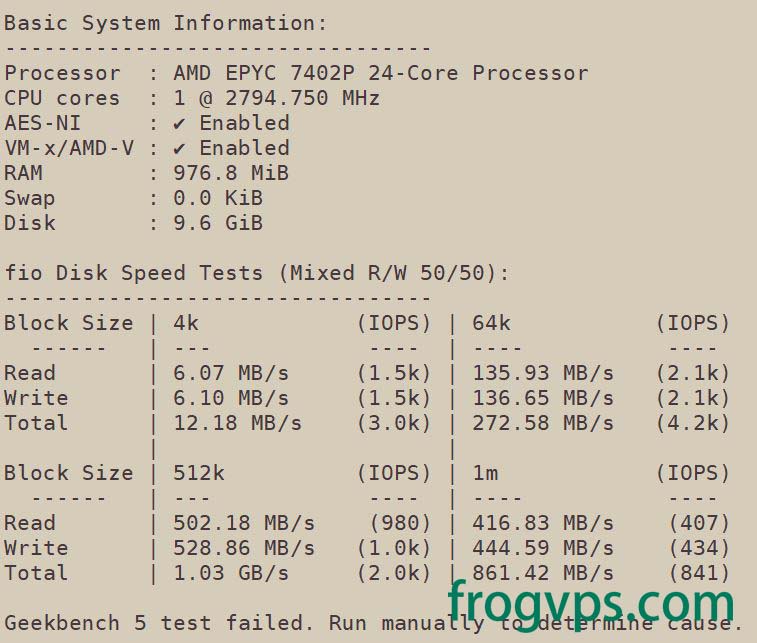 Basic System Information:
---------------------------------
Processor  : AMD EPYC 7402P 24-Core Processor
CPU cores  : 1 @ 2794.750 MHz
AES-NI     : ✔ Enabled
VM-x/AMD-V : ✔ Enabled
RAM        : 976.8 MiB
Swap       : 0.0 KiB
Disk       : 9.6 GiB

fio Disk Speed Tests (Mixed R/W 50/50):
---------------------------------
Block Size | 4k            (IOPS) | 64k           (IOPS)
  ------   | ---            ----  | ----           ----
Read       | 6.07 MB/s     (1.5k) | 135.93 MB/s   (2.1k)
Write      | 6.10 MB/s     (1.5k) | 136.65 MB/s   (2.1k)
Total      | 12.18 MB/s    (3.0k) | 272.58 MB/s   (4.2k)
           |                      |
Block Size | 512k          (IOPS) | 1m            (IOPS)
  ------   | ---            ----  | ----           ----
Read       | 502.18 MB/s    (980) | 416.83 MB/s    (407)
Write      | 528.86 MB/s   (1.0k) | 444.59 MB/s    (434)
Total      | 1.03 GB/s     (2.0k) | 861.42 MB/s    (841)

frogvps.com
Geekbench 5 test failed. Run manually to determine cause.